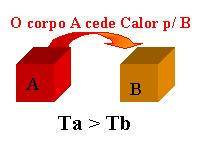 O corpo A cede Calor p/ B
A
B
Ta > Tb